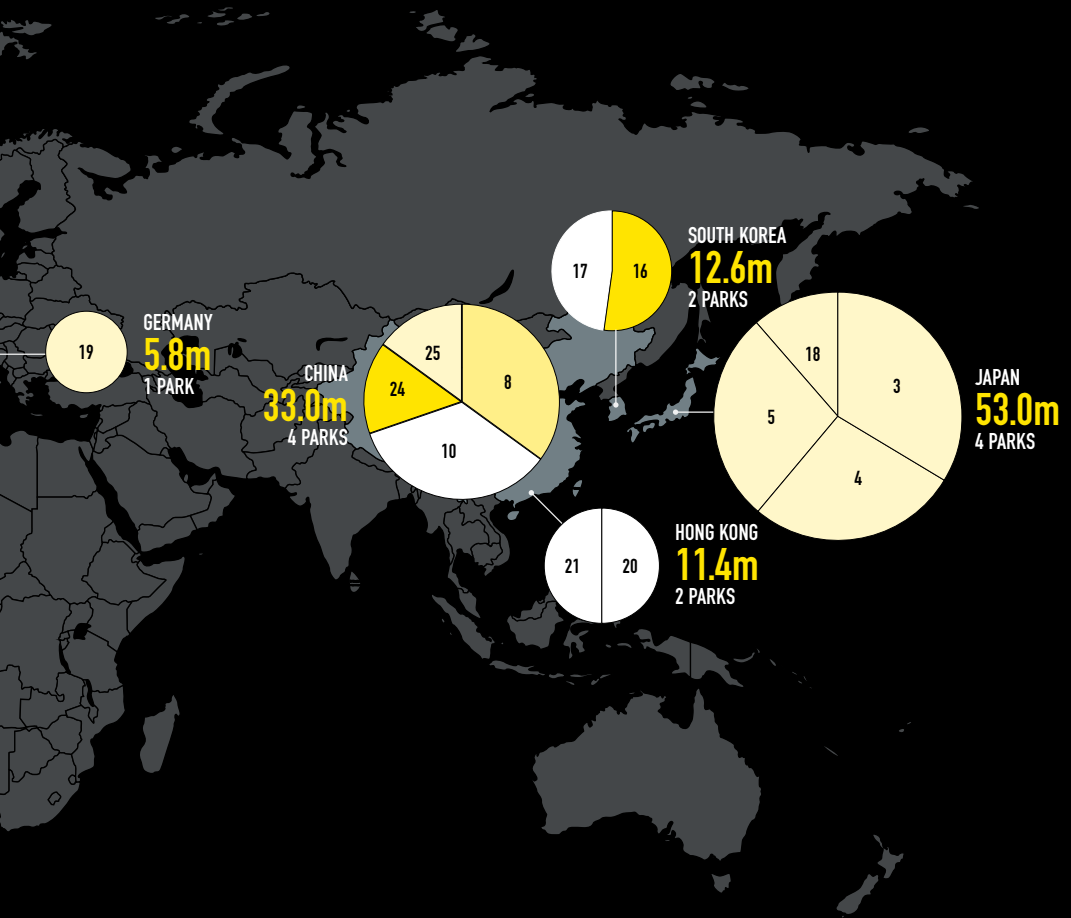 SOUTH KOREA
12.6m
2 PARKS
17
16
GERMANY
5.8m
1 PARK
19
CHINA
33.0m
4 PARKS
25
8
24
10
JAPAN
53.0m
4 PARKS
18
3
5
4
HONG KONG
11.4m
2 PARKS
21
20